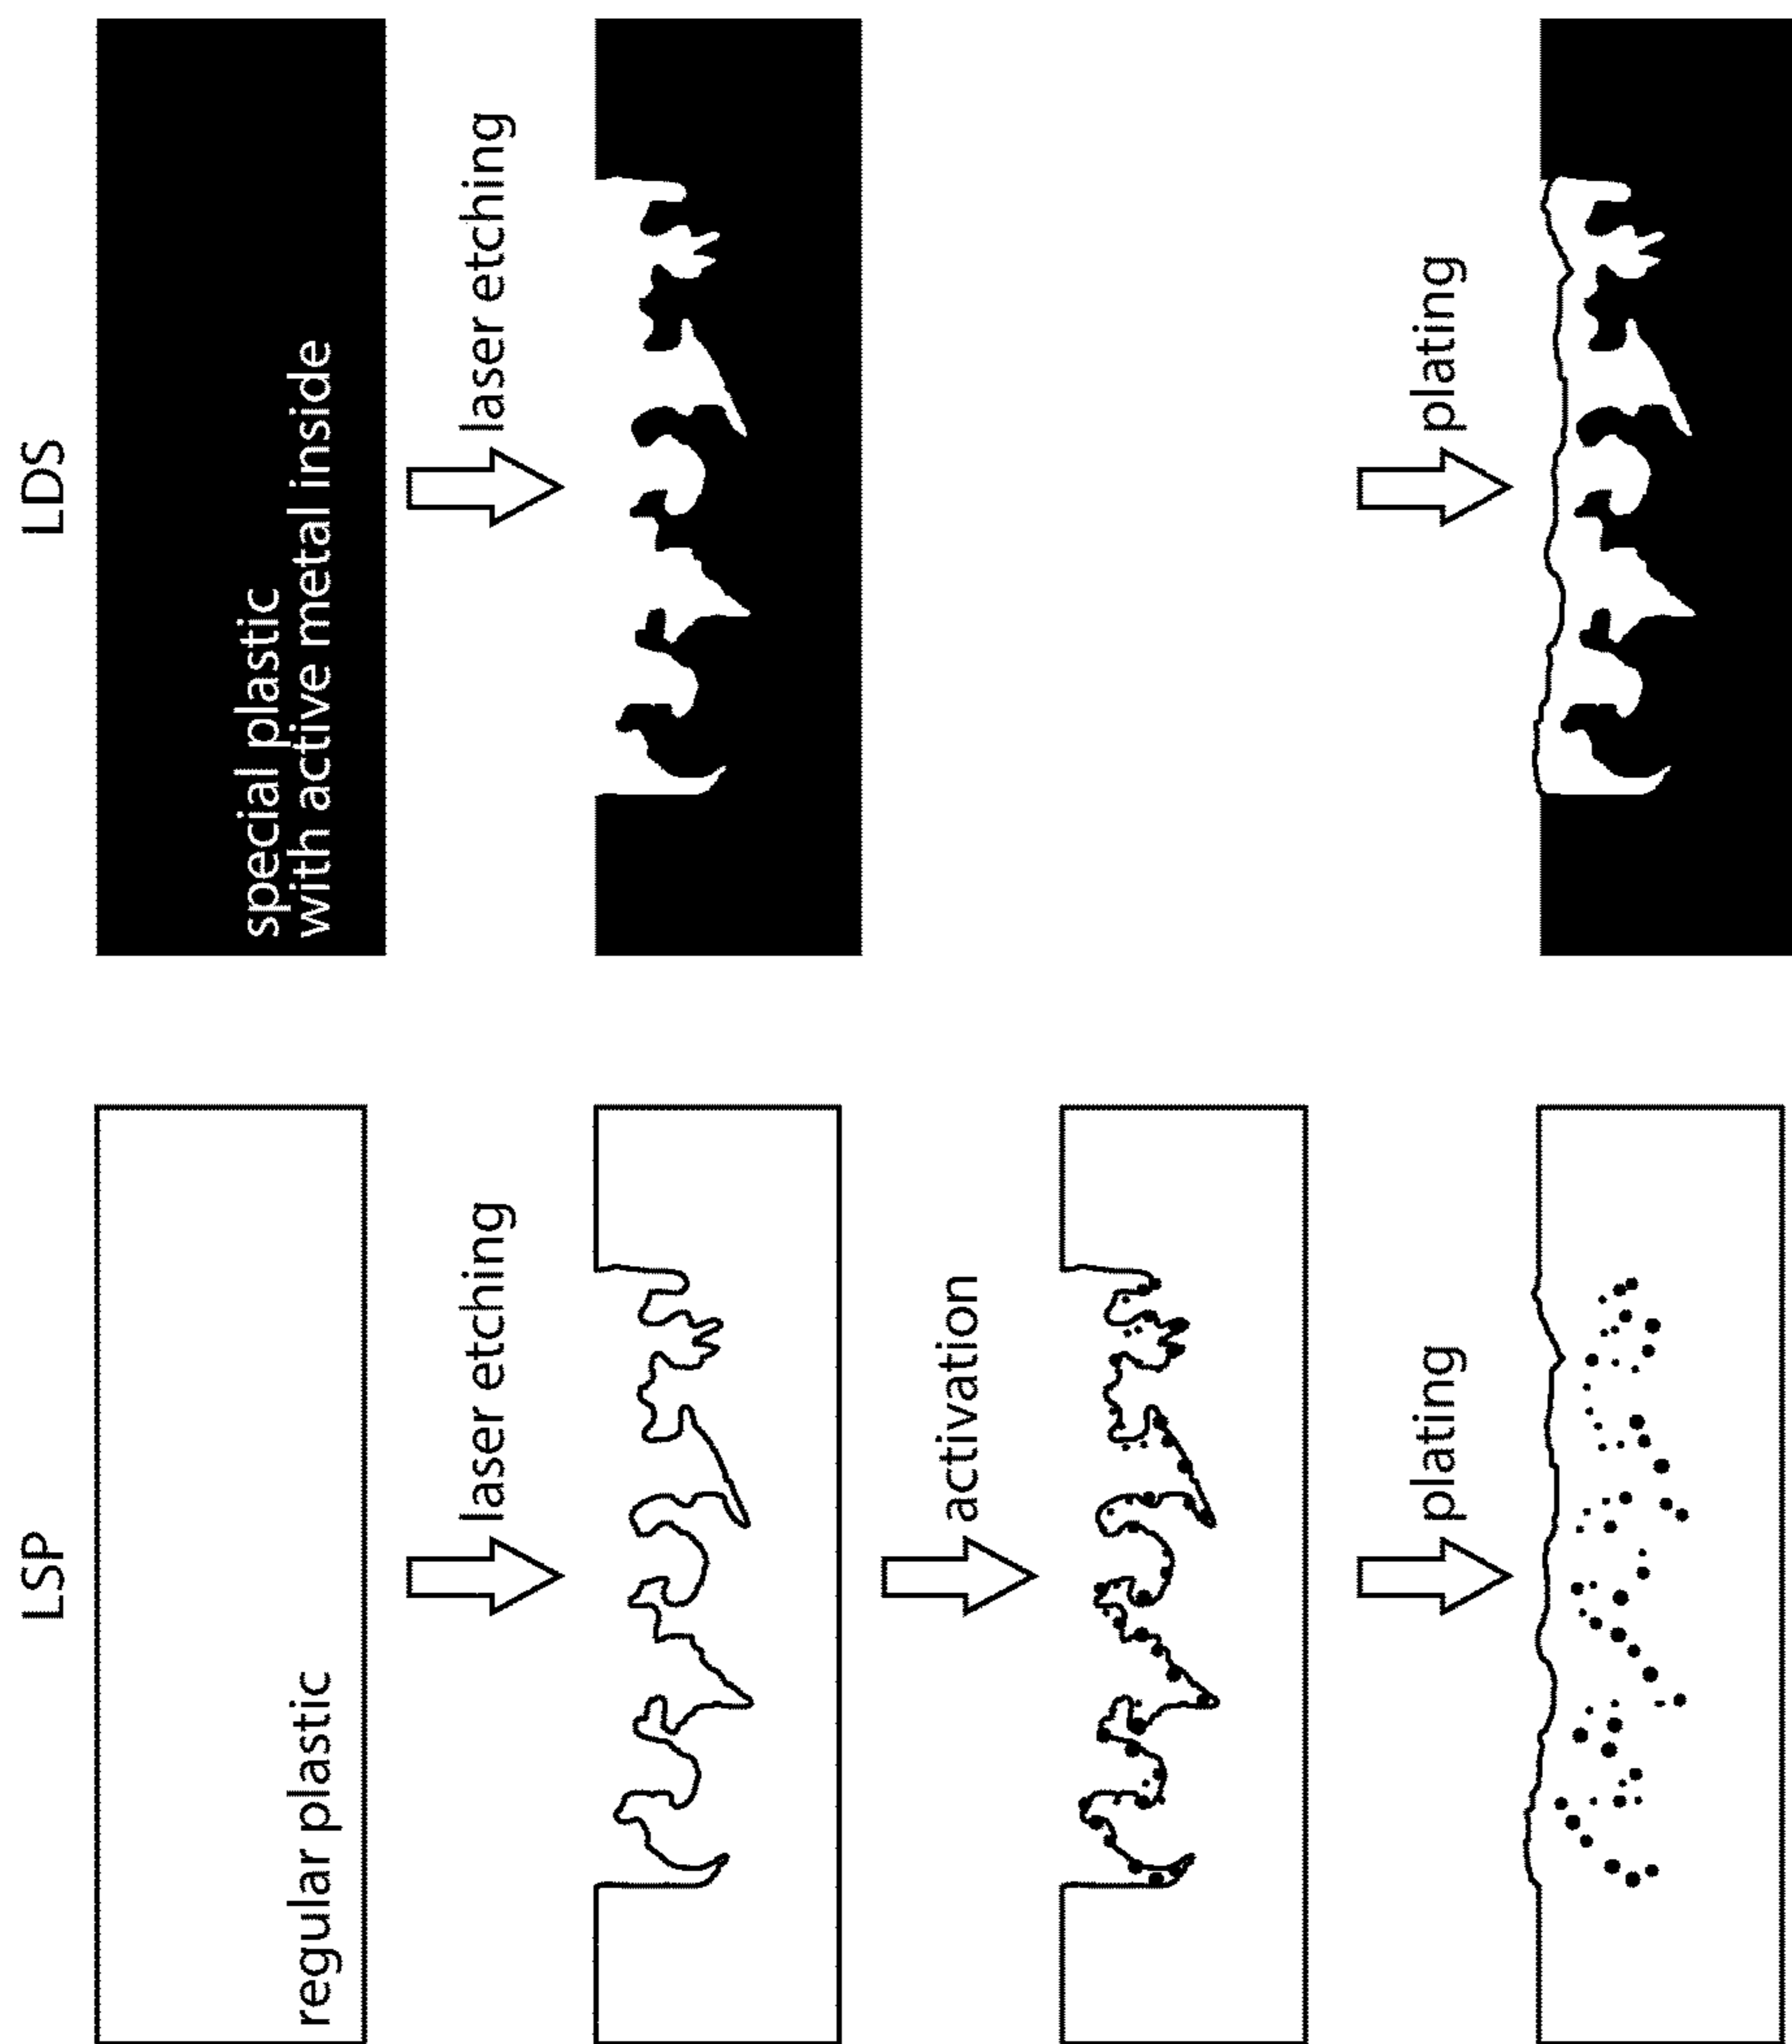 LSP
regular plastic
laser etching
activation
plating
LDS
special plastic
with active metal inside
laser etching
plating